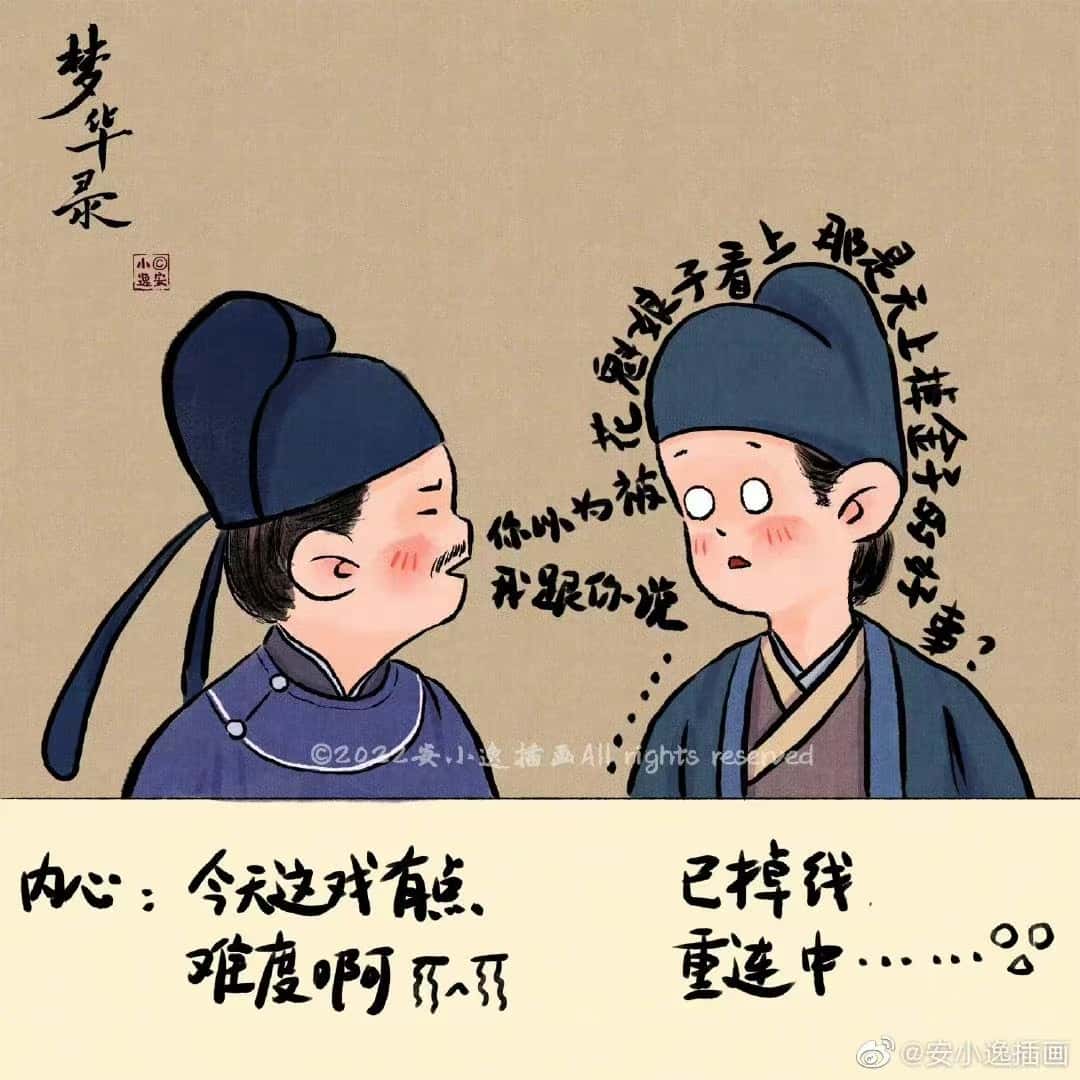 梦华录
©安小逸
你以为被花慰娘子看上那是天上掉金子的好事?
我跟你说……
©2022安小逸插画All rights reserved
内心:今天这戏有点
难度啊
已掉线
重连中……
@安小逸插画